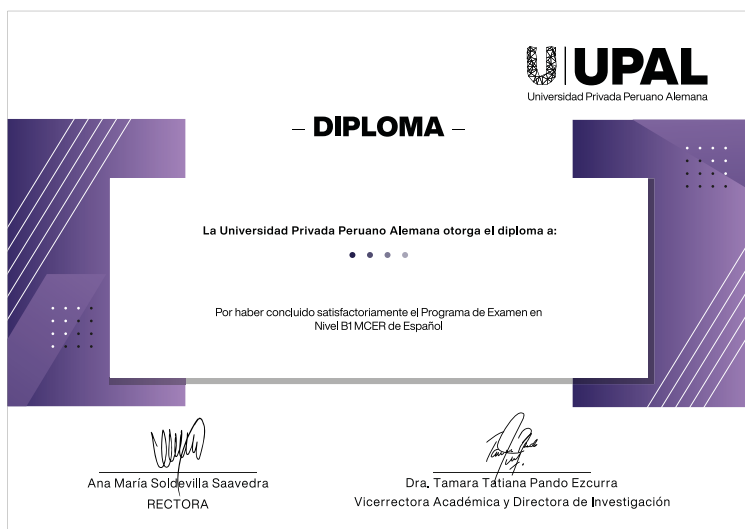 UPAL
Universidad Privada Peruano Alemana
– DIPLOMA –
La Universidad Privada Peruano Alemana otorga el diploma a:
Por haber concluido satisfactoriamente el Programa de Examen en
Nivel B1 MCER de Español
Ana María Soldevilla Saavedra
RECTORA
Dra. Tamara Tatiana Pando Ezcurra
Vicerrectora Académica y Directora de Investigación